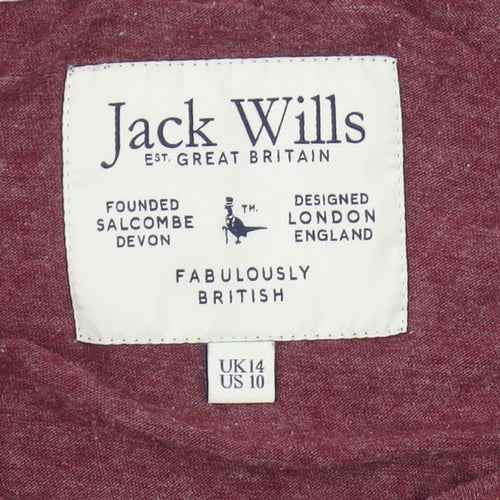 Jack Wills
EST. GREAT BRITAIN
FOUNDED
SALCOMBE
DEVON
TM.
DESIGNED
LONDON
ENGLAND
FABULOUSLY
BRITISH
UK14
US 10